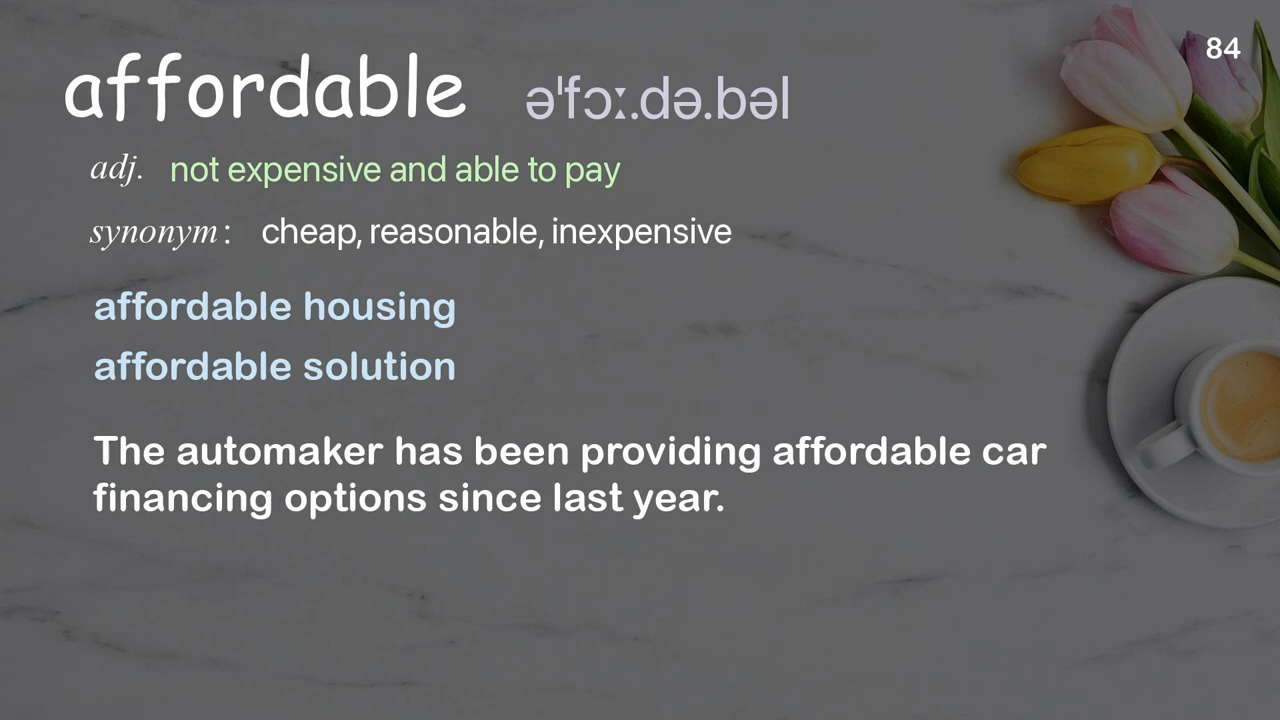 84
affordable əˈfɔː.də.bəl
adj. not expensive and able to pay
synonym: cheap, reasonable, inexpensive
affordable housing
affordable solution
The automaker has been providing affordable car
financing options since last year.